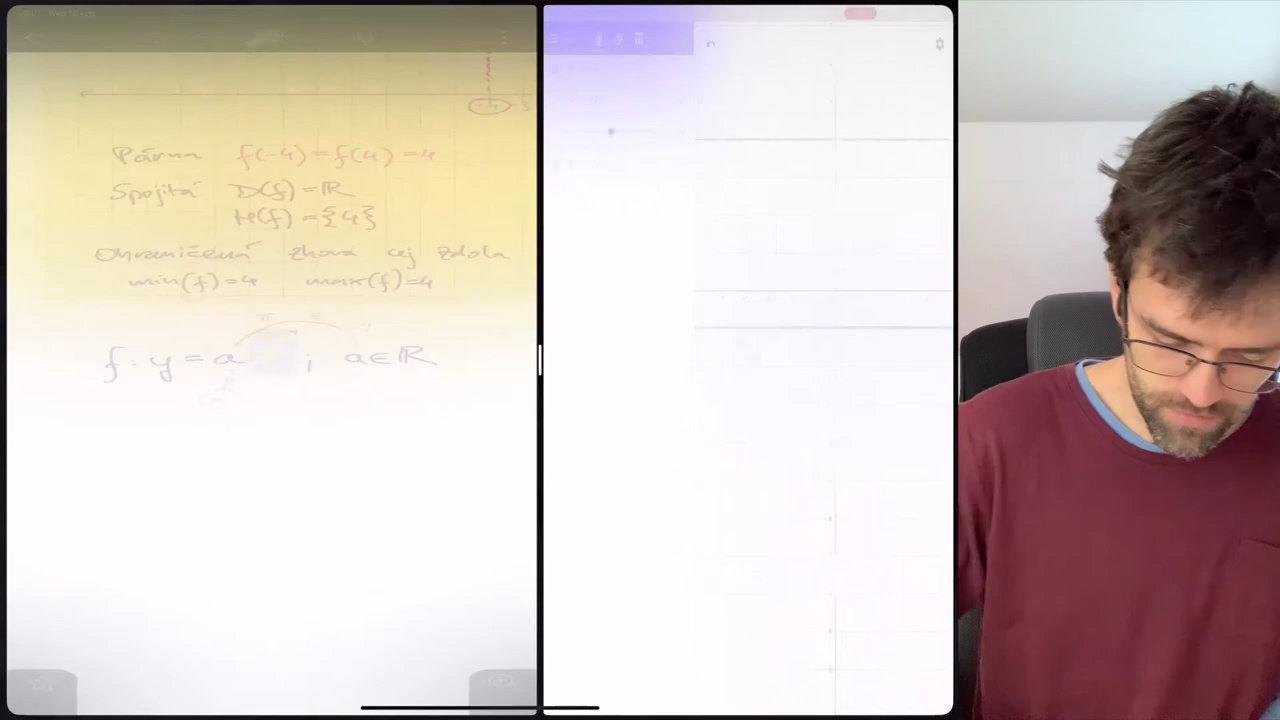 Párna f(-4) = f(4) = 4
Spojitá D(f) = ℝ
H(f) = {4}
Ohraničená zhora aj zdola
min(f) = 4 max(f) = 4
f: y = a ; a ∈ ℝ